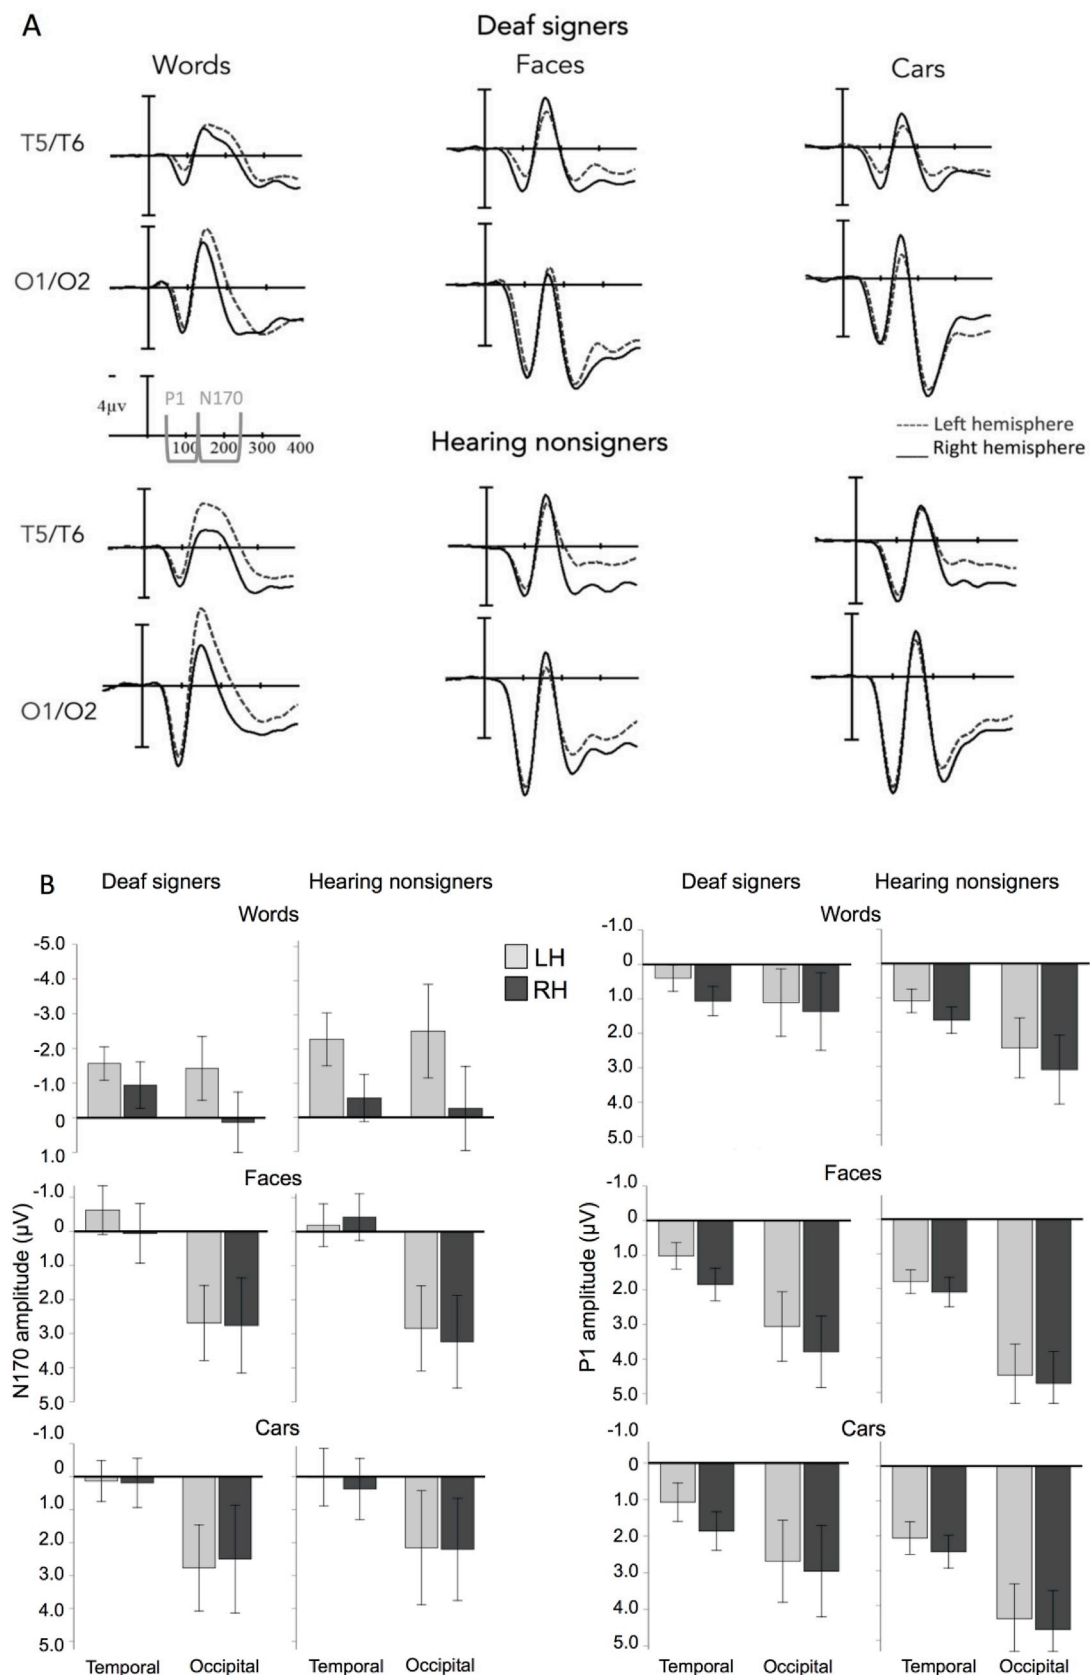 A
Deaf signers
Words
Faces
Cars
T5/T6
O1/O2
4µv
P1 N170
100 200 300 400
Left hemisphere
Right hemisphere
Hearing nonsigners
T5/T6
O1/O2
B
Deaf signers
Hearing nonsigners
Words
-5.0
-4.0
-3.0
-2.0
-1.0
0
1.0
LH
RH
Faces
N170 amplitude (µV)
-1.0
0
1.0
2.0
3.0
4.0
5.0
Cars
-1.0
0
1.0
2.0
3.0
4.0
5.0
Temporal
Occipital
Temporal
Occipital
Deaf signers
Hearing nonsigners
Words
-1.0
0
1.0
2.0
3.0
4.0
5.0
Faces
P1 amplitude (µV)
-1.0
0
1.0
2.0
3.0
4.0
5.0
Cars
-1.0
0
1.0
2.0
3.0
4.0
5.0
Temporal
Occipital
Temporal
Occipital